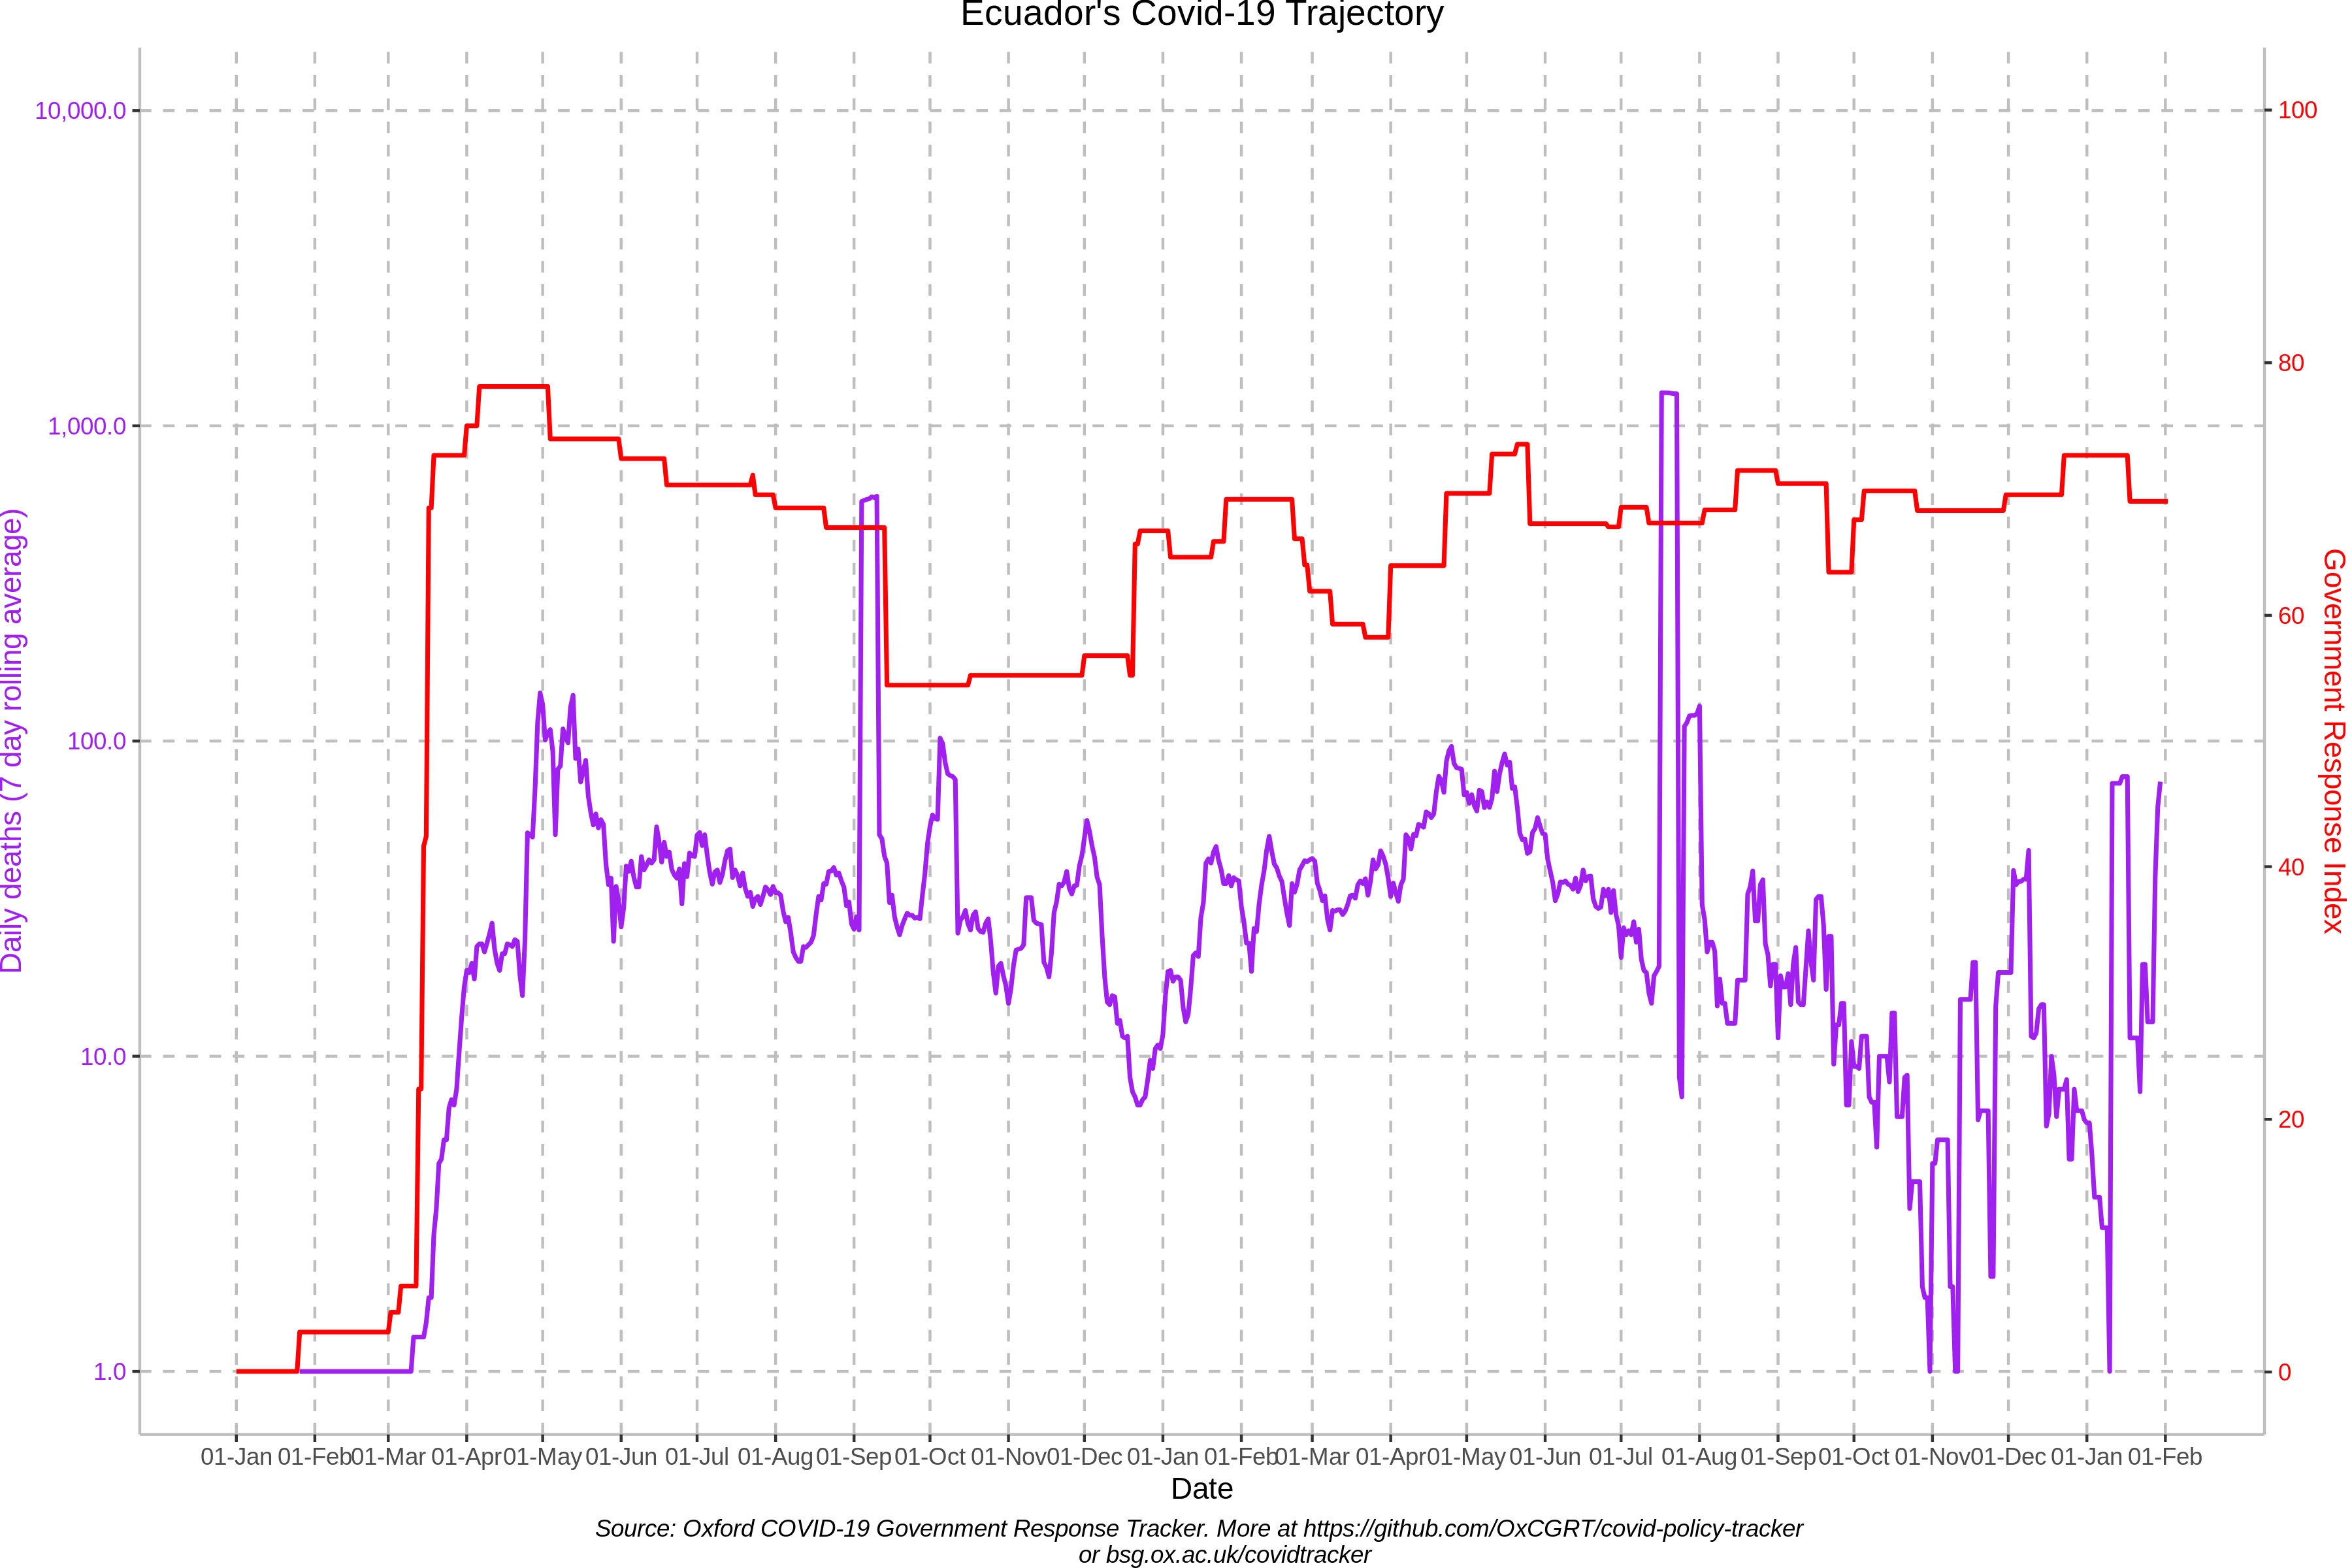 Ecuador's Covid-19 Trajectory
10,000.0
1,000.0
100.0
10.0
1.0
Daily deaths (7 day rolling average)
100
80
60
40
20
0
Government Response Index
01-Jan 01-Feb 01-Mar 01-Apr 01-May 01-Jun 01-Jul 01-Aug 01-Sep 01-Oct 01-Nov 01-Dec 01-Jan 01-Feb 01-Mar 01-Apr 01-May 01-Jun 01-Jul 01-Aug 01-Sep 01-Oct 01-Nov 01-Dec 01-Jan 01-Feb
Date
Source: Oxford COVID-19 Government Response Tracker. More at https://github.com/OxCGRT/covid-policy-tracker
or bsg.ox.ac.uk/covidtracker